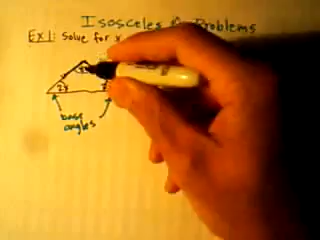 Isosceles Δ Problems
Ex1: Solve for x
2x
base
angles